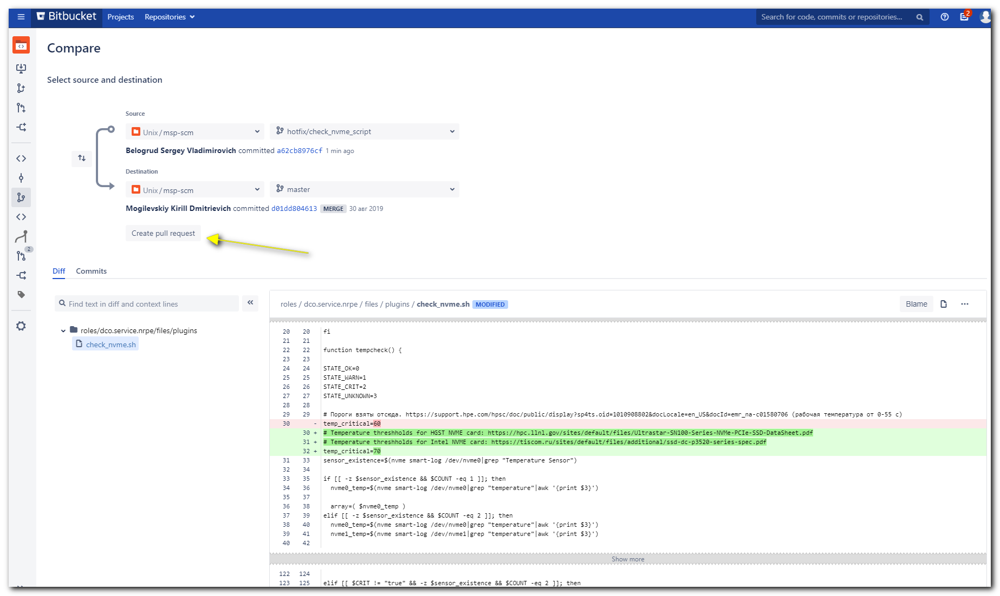 Bitbucket Projects Repositories Search for code, commits or repositories... 2
Compare
Select source and destination
Source
Unix / msp-scm hotfix/check_nvme_script
Belogrud Sergey Vladimirovich committed a62cb8976cf 1 min ago
Destination
Unix / msp-scm master
Mogilevskiy Kirill Dmitrievich committed d01dd804613 MERGE 30 авг 2019
Create pull request
2
Diff Commits
Find text in diff and context lines
roles/dco.service.nrpe/files/plugins
check_nvme.sh
roles / dco.service.nrpe / files / plugins / check_nvme.sh MODIFIED Blame
20 20 fi
21 21
22 22 function tempcheck() {
23 23
24 24 STATE_OK=0
25 25 STATE_WARN=1
26 26 STATE_CRIT=2
27 27 STATE_UNKNOWN=3
28 28
29 29 # Пороги взяты отсюда. https://support.hpe.com/hpsc/doc/public/display?sp4ts.oid=1010908802&docLocale=en_US&docId=emr_na-c01580706 (рабочая температура от 0-55 с)
30 - temp_critical=60
30 + # Temperature threshholds for HGST NVME card: https://hpc.llnl.gov/sites/default/files/Ultrastar-SN100-Series-NVMe-PCIe-SSD-DataSheet.pdf
31 + # Temperature threshholds for Intel NVME card: https://tiscom.ru/sites/default/files/additional/ssd-dc-p3520-series-spec.pdf
32 + temp_critical=70
31 33 sensor_existence=$(nvme smart-log /dev/nvme0|grep "Temperature Sensor")
32 34
33 35 if [[ -z $sensor_existence && $COUNT -eq 1 ]]; then
34 36 nvme0_temp=$(nvme smart-log /dev/nvme0|grep "temperature"|awk '{print $3}')
35 37
36 38 array=( $nvme0_temp )
37 39 elif [[ -z $sensor_existence && $COUNT -eq 2 ]]; then
38 40 nvme0_temp=$(nvme smart-log /dev/nvme0|grep "temperature"|awk '{print $3}')
39 41 nvme1_temp=$(nvme smart-log /dev/nvme1|grep "temperature"|awk '{print $3}')
40 42
Show more
122 124
123 125 elif [[ $CRIT != "true" && -z $sensor_existence && $COUNT -eq 2 ]]; then